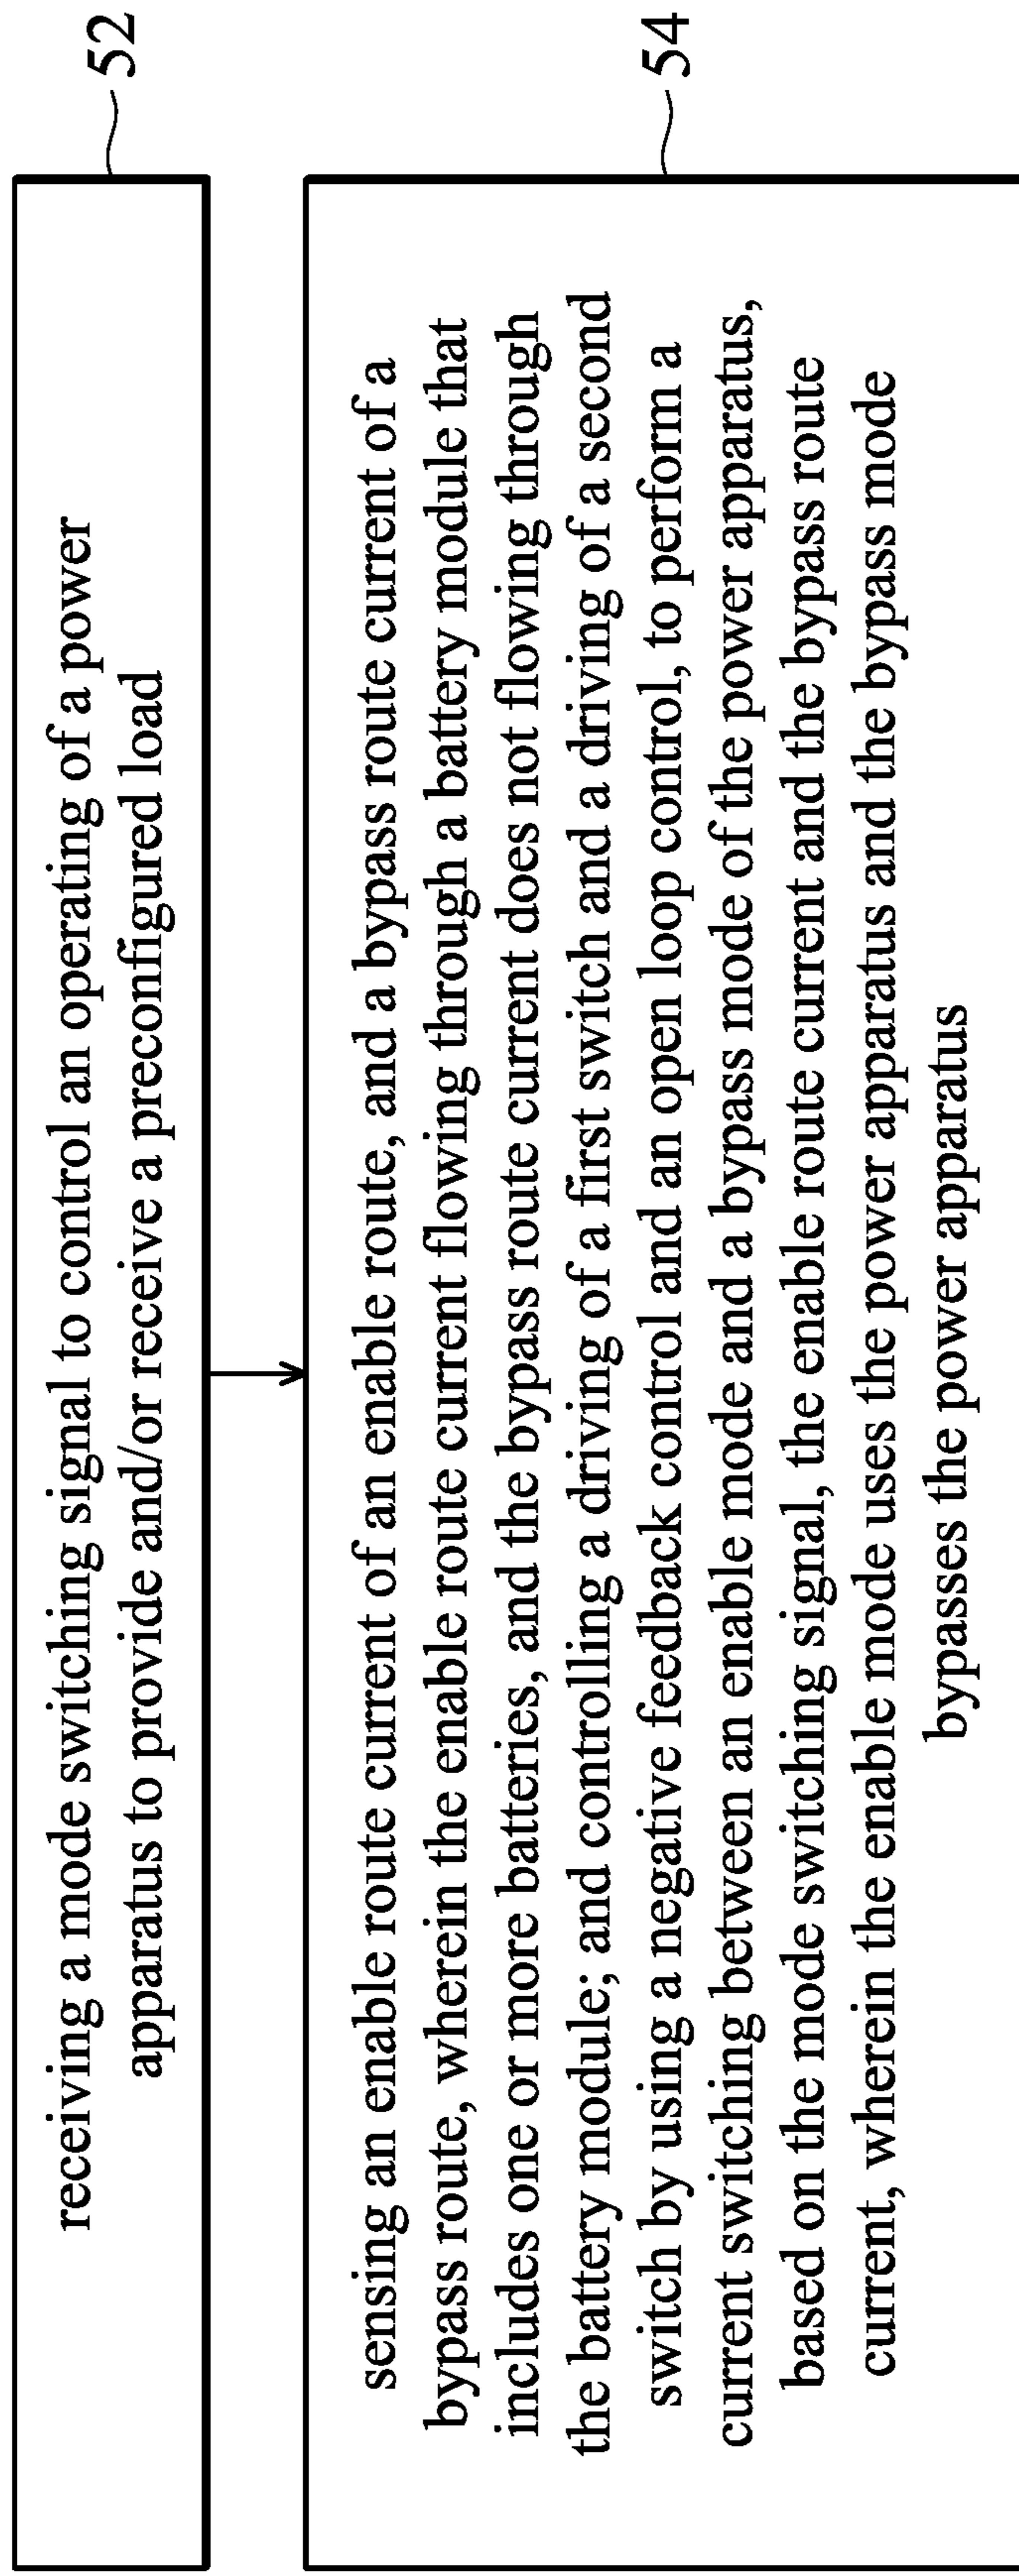 receiving a mode switching signal to control an operating of a power
apparatus to provide and/or receive a preconfigured load
52
sensing an enable route current of an enable route, and a bypass route current of a
bypass route, wherein the enable route current flowing through a battery module that
includes one or more batteries, and the bypass route current does not flowing through
the battery module; and controlling a driving of a first switch and a driving of a second
switch by using a negative feedback control and an open loop control, to perform a
current switching between an enable mode and a bypass mode of the power apparatus,
based on the mode switching signal, the enable route current and the bypass route
current, wherein the enable mode uses the power apparatus and the bypass mode
bypasses the power apparatus
54